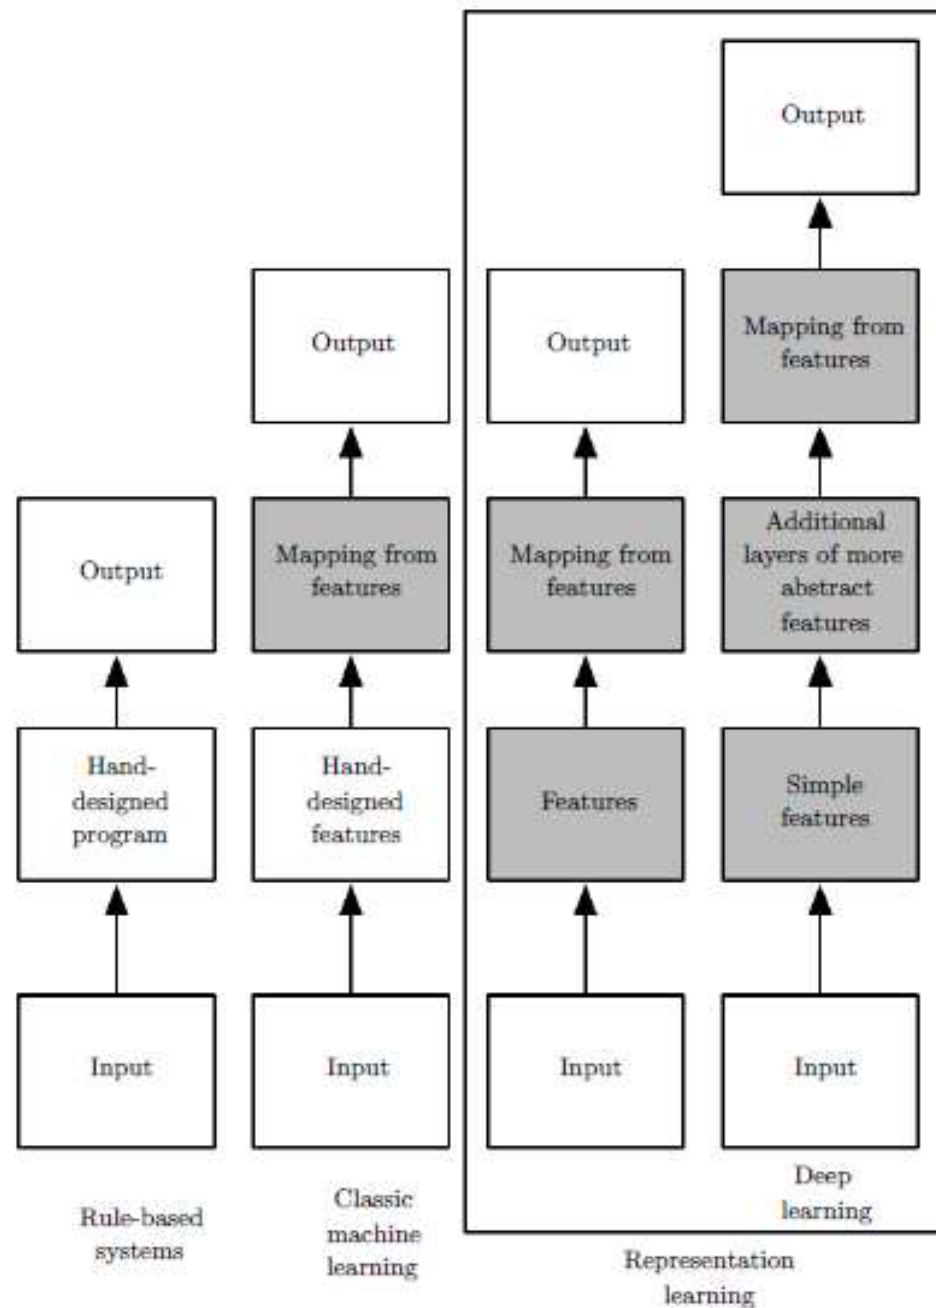 Output
Output
Output
Mapping from
features
Output
Mapping from
features
Mapping from
features
Additional
layers of more
abstract
features
Hand-
designed
program
Hand-
designed
features
Features
Simple
features
Input
Input
Input
Input
Rule-based
systems
Classic
machine
learning
Deep
learning
Representation
learning